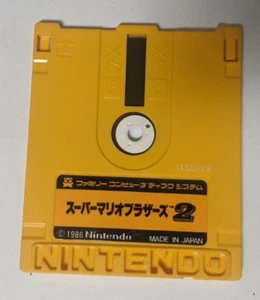 ファミリー コンピュータ ディスク システム
スーパーマリオブラザーズ™2
©1986 Nintendo
MADE IN JAPAN
NINTENDO